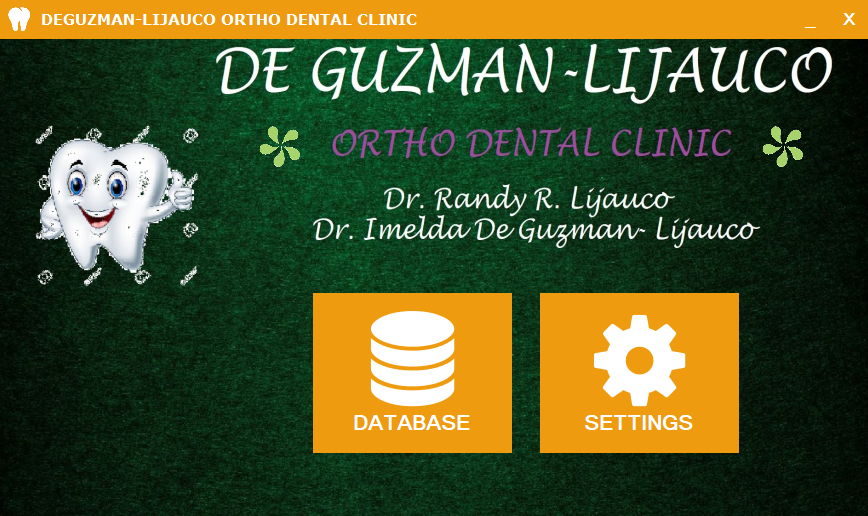 DEGUZMAN-LIJAUCO ORTHO DENTAL CLINIC
_ X
DE GUZMAN-LIJAUCO
ORTHO DENTAL CLINIC
Dr. Randy R. Lijauco
Dr. Imelda De Guzman- Lijauco
DATABASE
SETTINGS